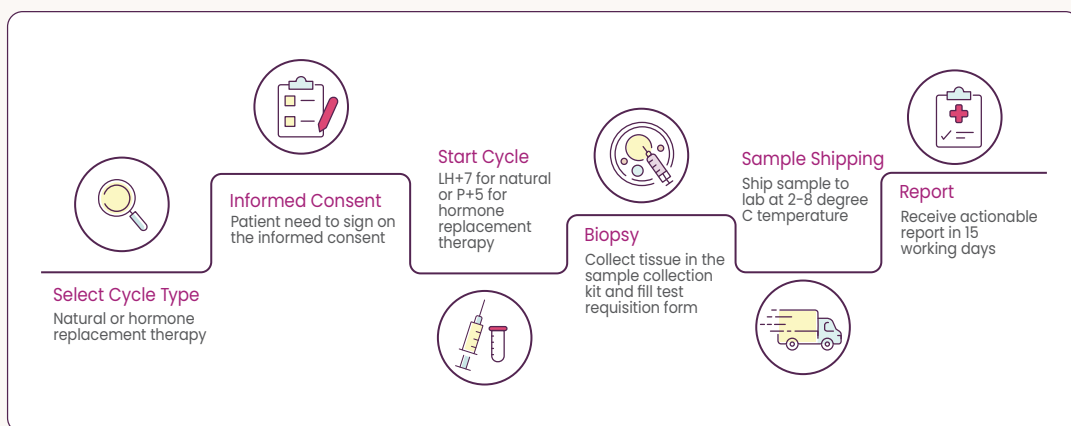 Select Cycle Type
Natural or hormone
replacement therapy
Informed Consent
Patient need to sign on
the informed consent
Start Cycle
LH+7 for natural
or P+5 for
hormone
replacement
therapy
Biopsy
Collect tissue in the
sample collection
kit and fill test
requisition form
Sample Shipping
Ship sample to
lab at 2-8 degree
C temperature
Report
Receive actionable
report in 15
working days